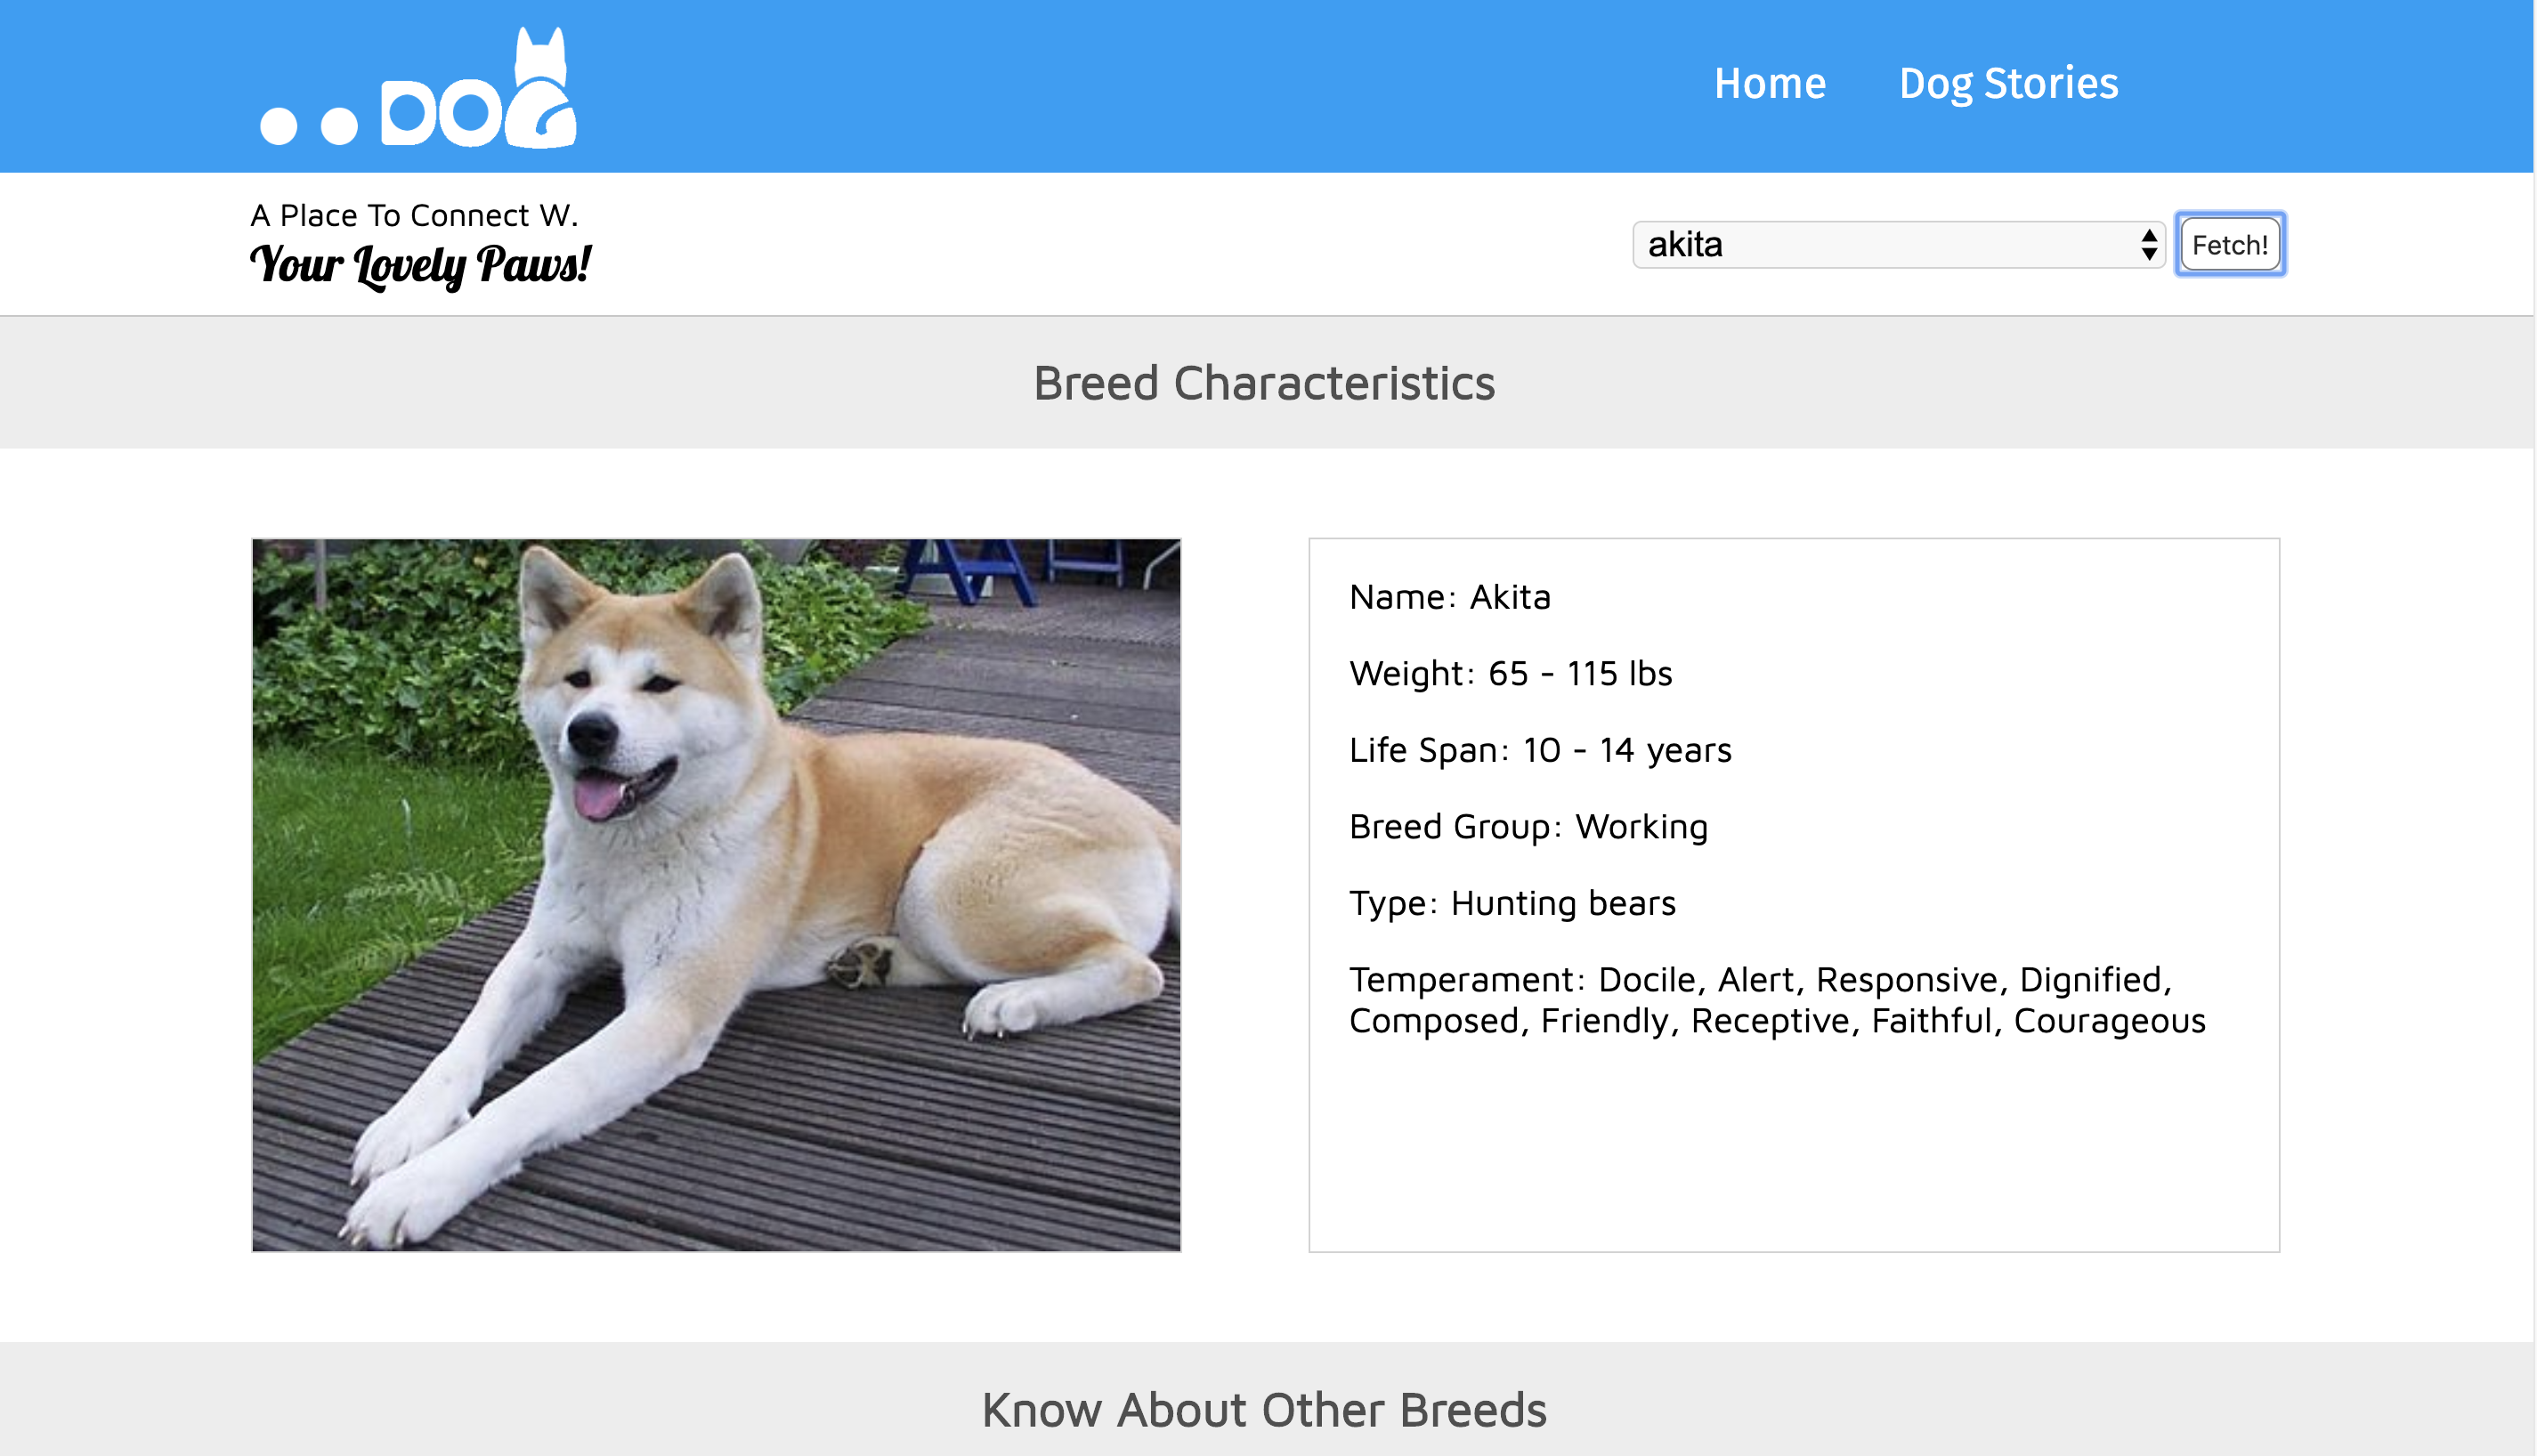 DOG
Home
Dog Stories
A Place To Connect W.
Your Lovely Paws!
akita
Fetch!
Breed Characteristics
Name: Akita
Weight: 65 - 115 lbs
Life Span: 10 - 14 years
Breed Group: Working
Type: Hunting bears
Temperament: Docile, Alert, Responsive, Dignified,
Composed, Friendly, Receptive, Faithful, Courageous
Know About Other Breeds